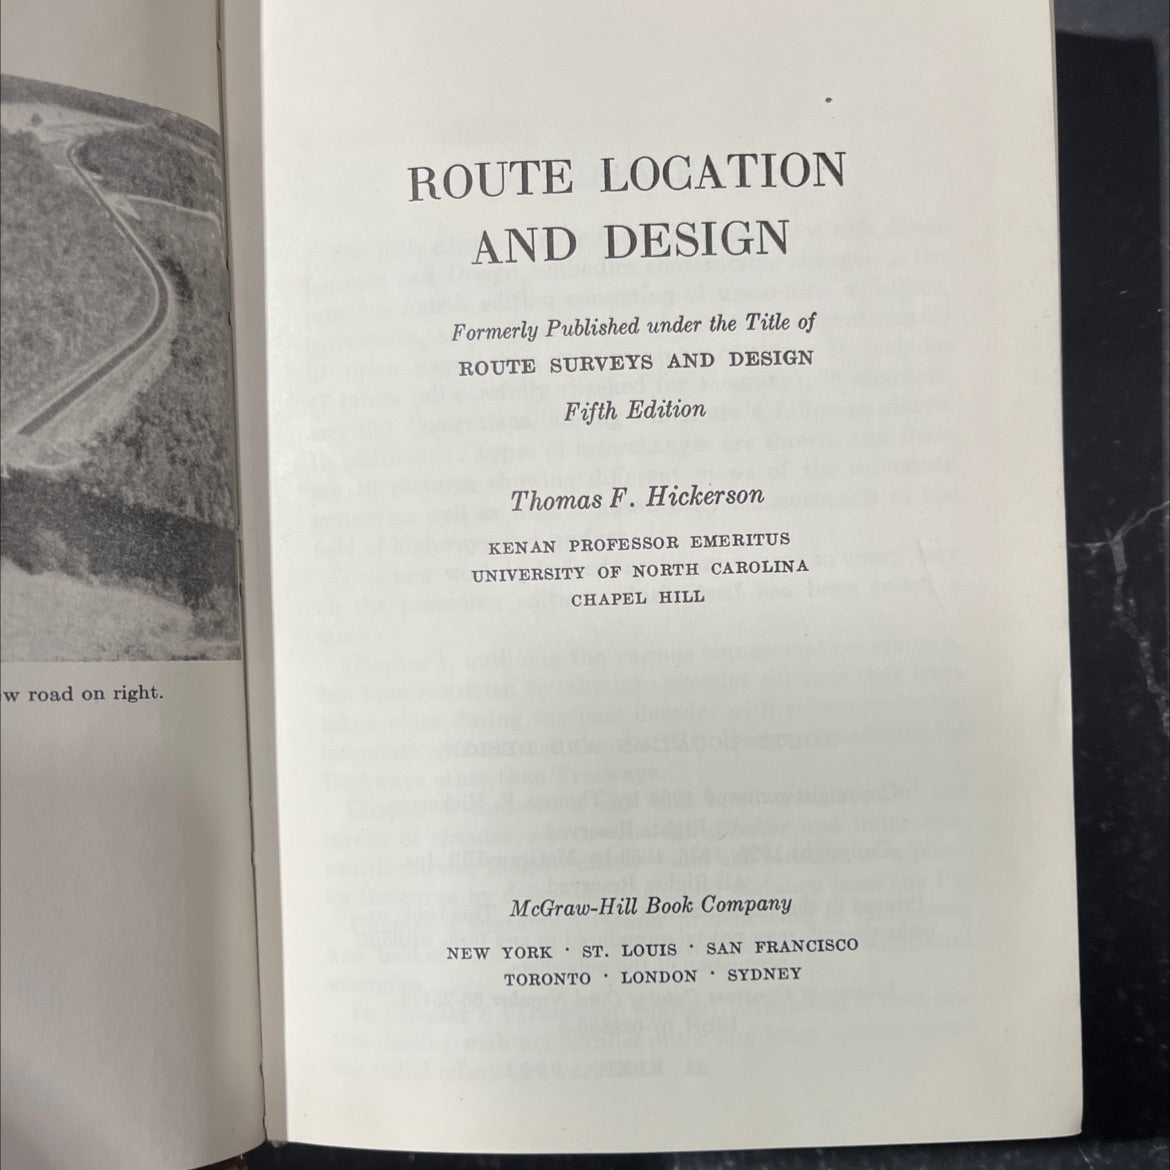 w road on right.
ROUTE LOCATION
AND DESIGN
Formerly Published under the Title of
ROUTE SURVEYS AND DESIGN
Fifth Edition
Thomas F. Hickerson
KENAN PROFESSOR EMERITUS
UNIVERSITY OF NORTH CAROLINA
CHAPEL HILL
McGraw-Hill Book Company
NEW YORK · ST. LOUIS · SAN FRANCISCO
TORONTO · LONDON · SYDNEY